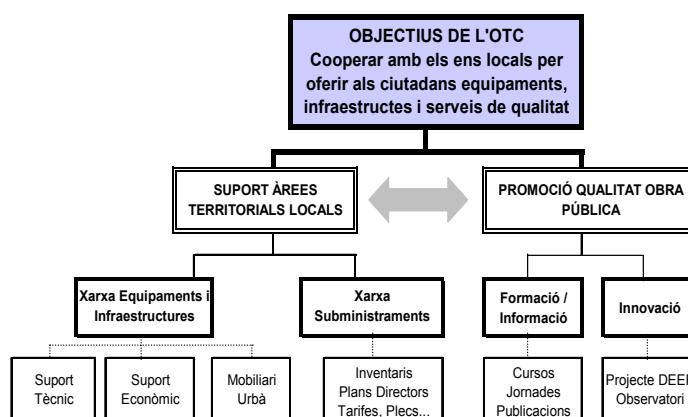 OBJECTIUS DE L'OTC
Cooperar amb els ens locals per
oferir als ciutadans equipaments,
infraestructes i serveis de qualitat
SUPORT ÀREES
TERRITORIALS LOCALS
PROMOCIÓ QUALITAT OBRA
PÚBLICA
Xarxa Equipaments i
Infraestructures
Xarxa
Subministraments
Formació /
Informació
Innovació
Suport
Tècnic
Suport
Econòmic
Mobiliari
Urbà
Inventaris
Plans Directors
Tarifes, Plecs...
Cursos
Jornades
Publicacions
Projecte
Observatori